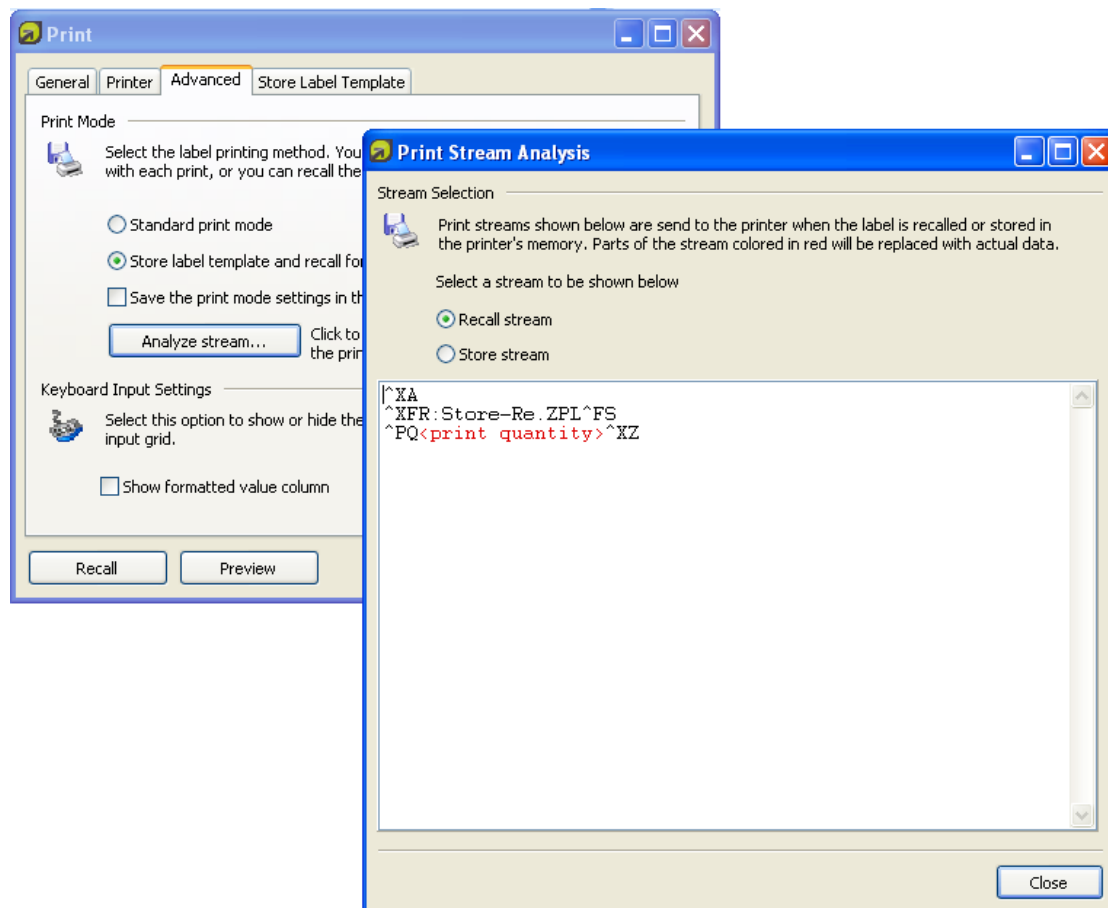 Print
General
Printer
Advanced
Store Label Template
Print Mode
Select the label printing method. You
with each print, or you can recall the
Standard print mode
Store label template and recall for
Save the print mode settings in th
Analyze stream...
Click to
the prin
Keyboard Input Settings
Select this option to show or hide the
input grid.
Show formatted value column
Recall
Preview
Print Stream Analysis
Stream Selection
Print streams shown below are send to the printer when the label is recalled or stored in
the printer's memory. Parts of the stream colored in red will be replaced with actual data.
Select a stream to be shown below
Recall stream
Store stream
^XA
^XFR:Store-Re.ZPL^FS
^PQ<print quantity>^XZ
Close